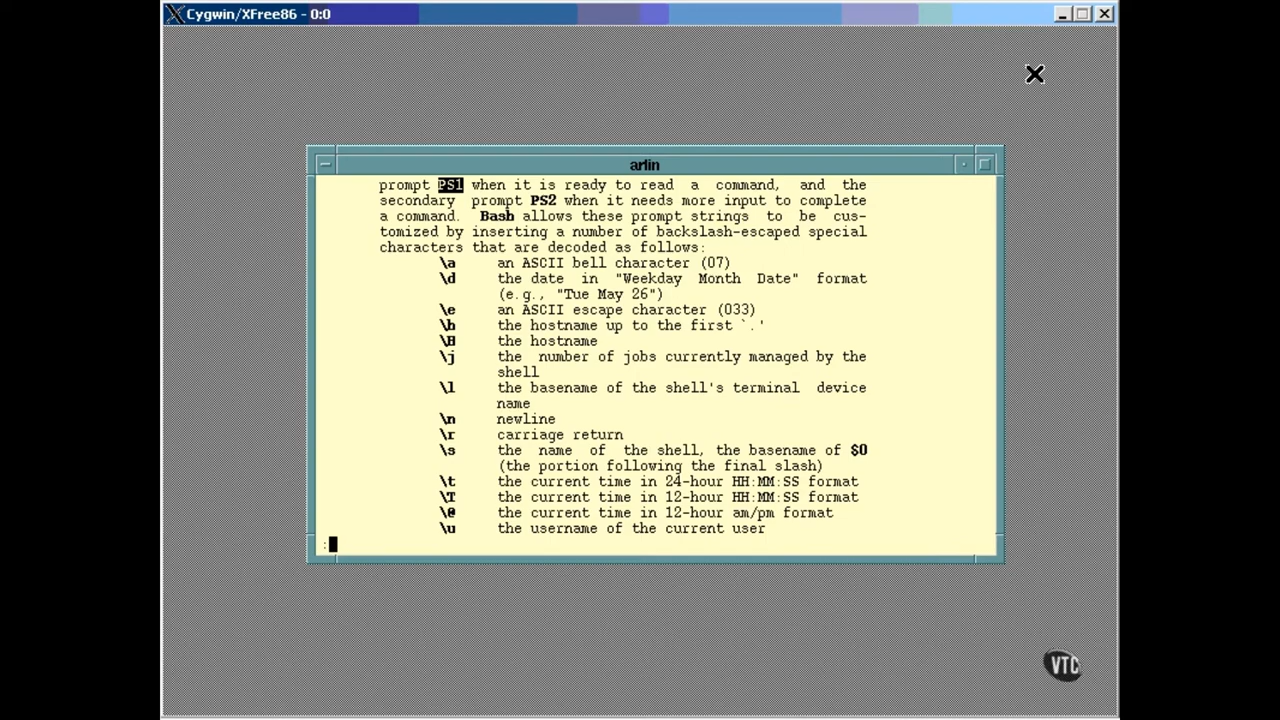 Cygwin/XFree86 - 0:0
arlin
prompt PS1 when it is ready to read a command, and the
secondary prompt PS2 when it needs more input to complete
a command. Bash allows these prompt strings to be cus-
tomized by inserting a number of backslash-escaped special
characters that are decoded as follows:
\a an ASCII bell character (07)
\d the date in "Weekday Month Date" format
(e.g., "Tue May 26")
\e an ASCII escape character (033)
\h the hostname up to the first `.'
\H the hostname
\j the number of jobs currently managed by the
shell
\l the basename of the shell's terminal device
name
\n newline
\r carriage return
\s the name of the shell, the basename of $0
(the portion following the final slash)
\t the current time in 24-hour HH:MM:SS format
\T the current time in 12-hour HH:MM:SS format
\@ the current time in 12-hour am/pm format
\u the username of the current user
:
VTC